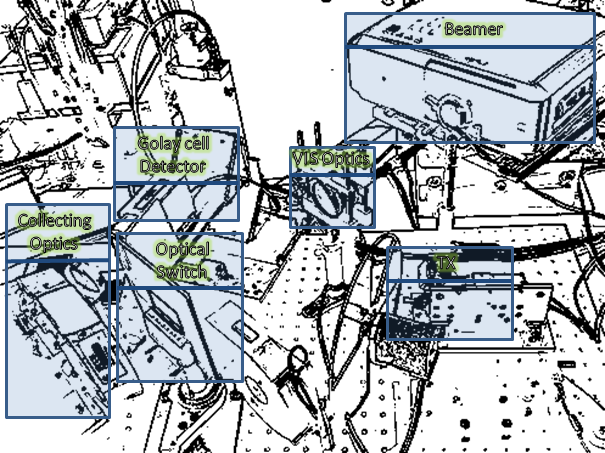 Beamer
Golay cell
Detector
VIS Optics
Collecting
Optics
Optical
Switch
TX